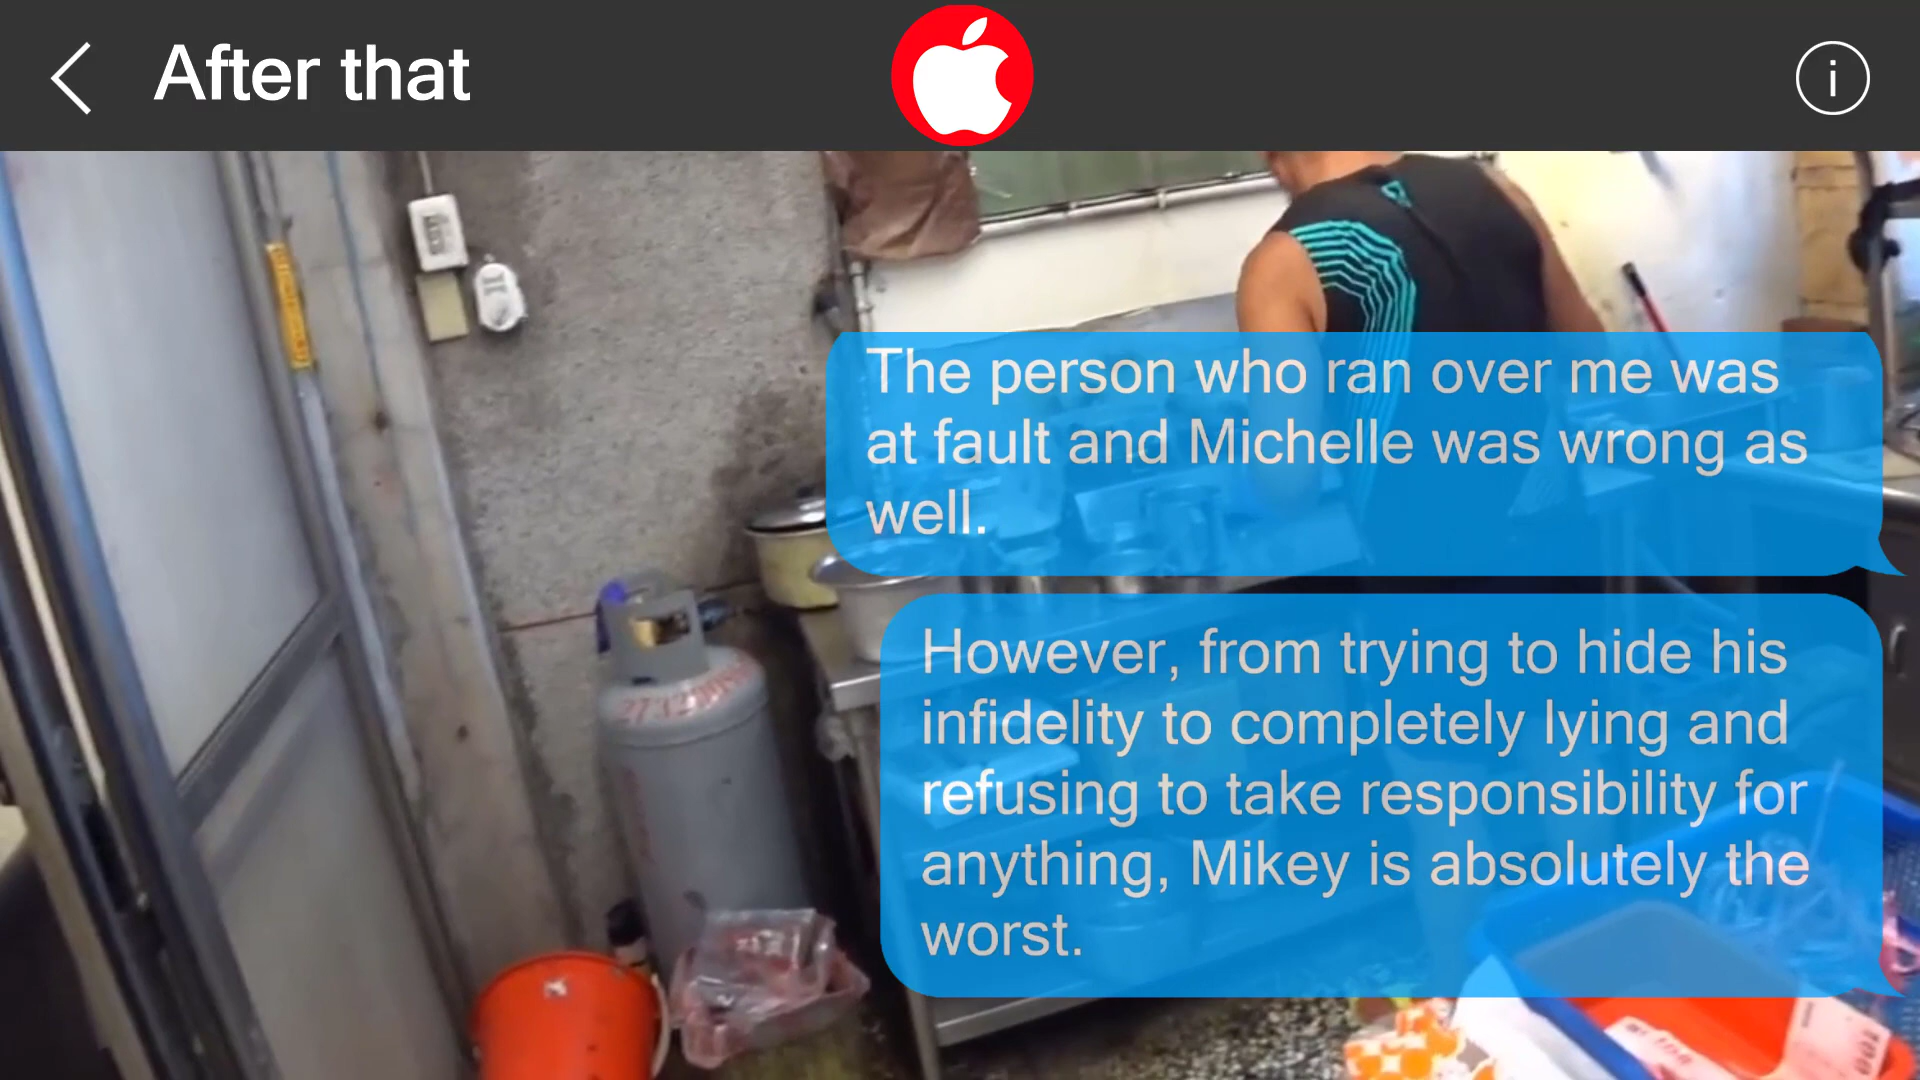 After that
The person who ran over me was
at fault and Michelle was wrong as
well.
However, from trying to hide his
infidelity to completely lying and
refusing to take responsibility for
anything, Mikey is absolutely the
worst.